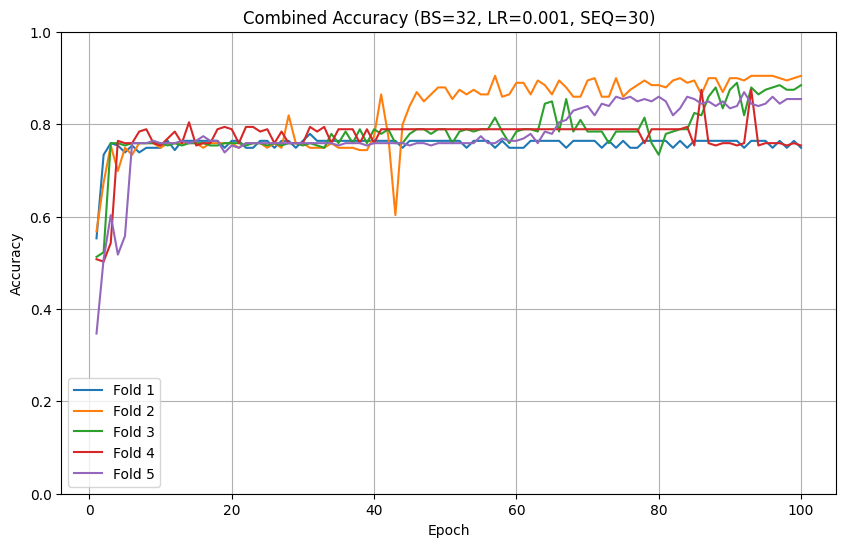 Combined Accuracy (BS=32, LR=0.001, SEQ=30)
Accuracy
1.0
0.8
0.6
0.4
0.2
0.0
Fold 1
Fold 2
Fold 3
Fold 4
Fold 5
0 20 40 60 80 100
Epoch